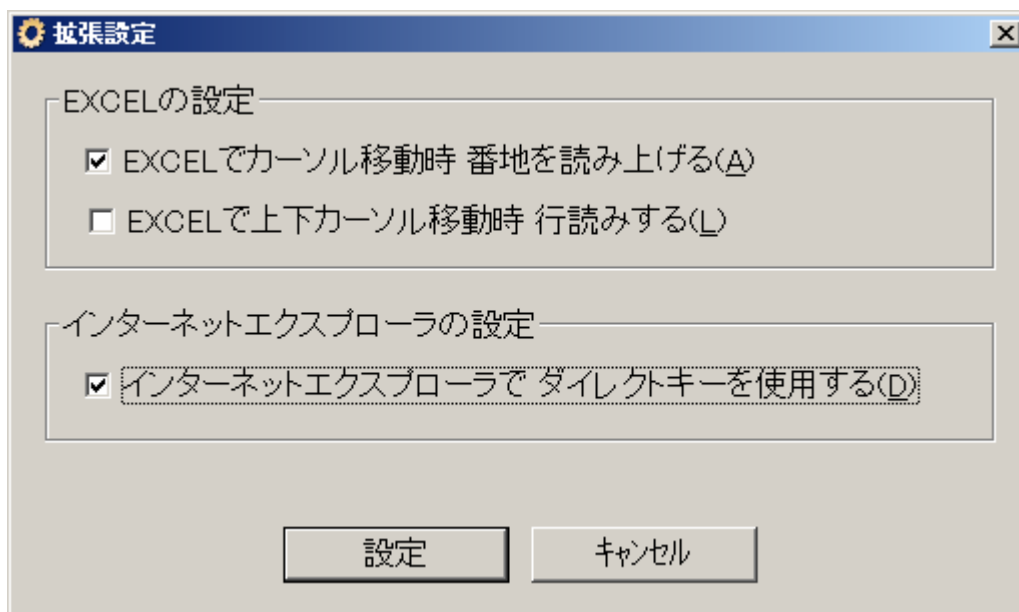 拡張設定
EXCELの設定
EXCELでカーソル移動時 番地を読み上げる(A)
EXCELで上下カーソル移動時 行読みする(L)
インターネットエクスプローラの設定
インターネットエクスプローラで ダイレクトキーを使用する(D)
設定 キャンセル